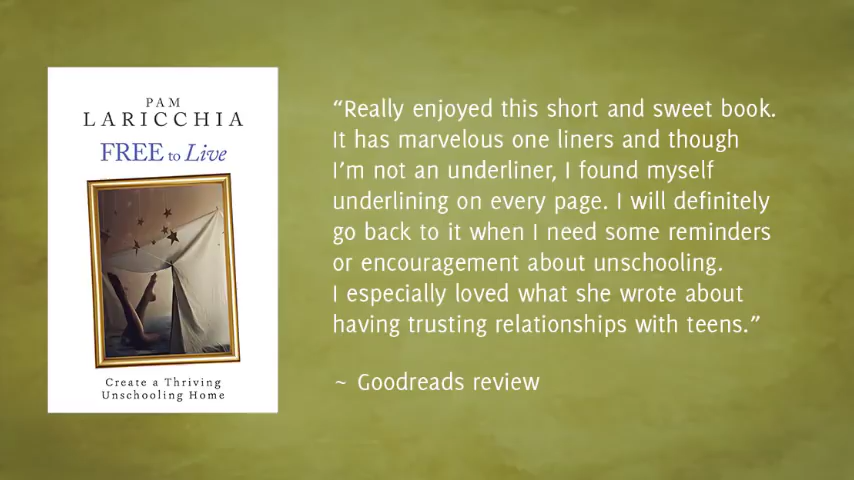 PAM
LARICCHIA
FREE to Live
Create a Thriving
Unschooling Home
“Really enjoyed this short and sweet book.
It has marvelous one liners and though
I’m not an underliner, I found myself
underlining on every page. I will definitely
go back to it when I need some reminders
or encouragement about unschooling.
I especially loved what she wrote about
having trusting relationships with teens.”
~ Goodreads review